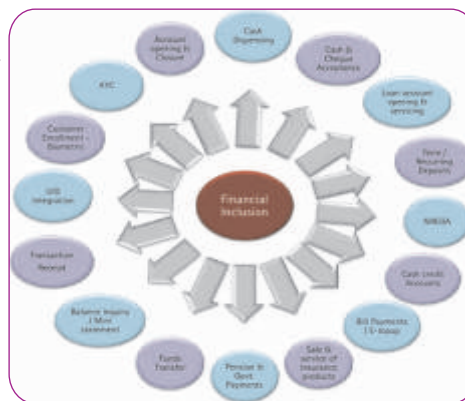 Financial
Inclusion
Cash
Dispensing
Cash &
Cheque
Acceptance
Loan account
opening &
servicing
Term /
Recurring
Deposits
NREGA
Cash credit
Accounts
Bill Payments
Sale &
service of
insurance
products
Pension &
Govt.
Payments
Funds
Transfer
Balance Inquiry
/ Mini
statement
Transaction
Receipt
UID
Integration
Customer
Enrollment -
Biometric
KYC
Account
opening &
Closure